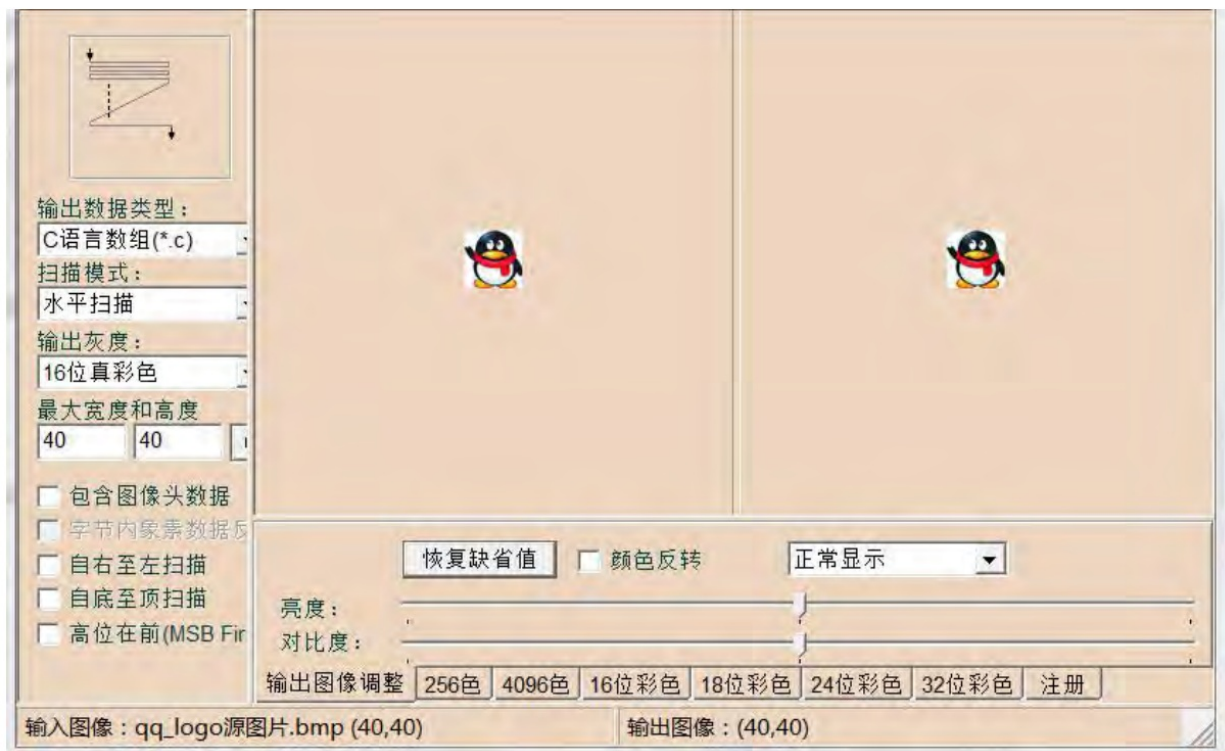 输出数据类型：
C语言数组(*.c)
扫描模式：
水平扫描
输出灰度：
16位真彩色
最大宽度和高度
40 40
包含图像头数据
字节内象素数据反
自右至左扫描
自底至顶扫描
高位在前(MSB Fir
恢复缺省值 颜色反转 正常显示
亮度：
对比度：
输出图像调整 256色 4096色 16位彩色 18位彩色 24位彩色 32位彩色 注册
输入图像：qq_logo源图片.bmp (40,40) 输出图像：(40,40)